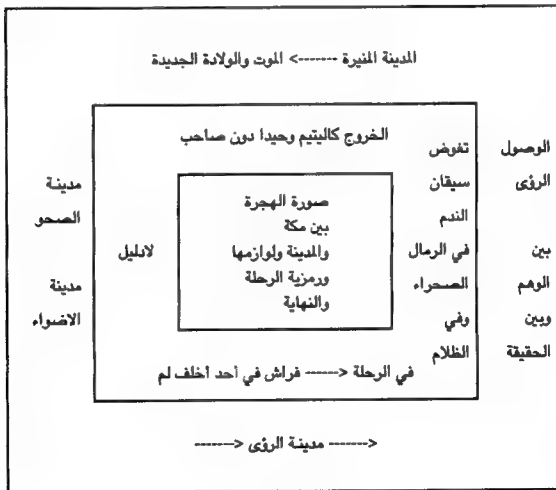 المدينة المنيرة -------> الموت والولادة الجديدة
الخروج كاليتيم وحيدا دون صاحب
الوصول
الرؤى
بين
الوهم
وبين
الحقيقة
تغوض
سيقان
الندم
في الرمال
الصحراء
وفي
الظلام
صورة الهجرة
بين مكة
والمدينة ولوازمها
ورمزية الرحلة
والنهاية
لادليل
مدينة
الصحو
مدينة
الاضواء
في الرحلة <------ فراش في أحد أخلف لم
<------- مدينة الرؤى <-------